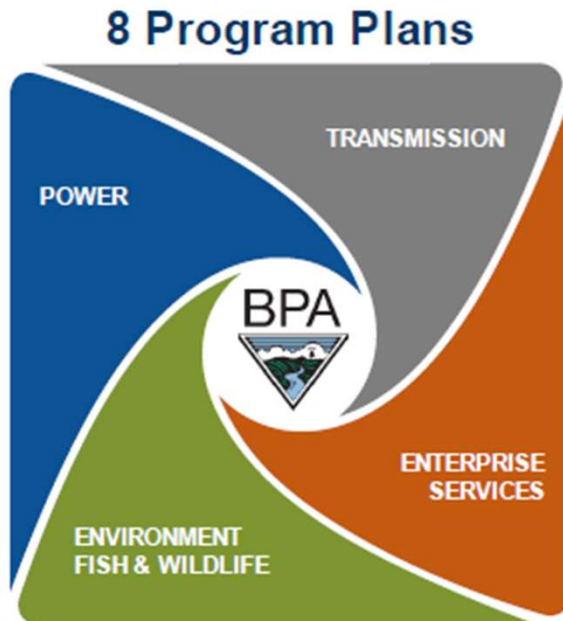 8 Program Plans
TRANSMISSION
POWER
BPA
ENTERPRISE
SERVICES
ENVIRONMENT
FISH & WILDLIFE